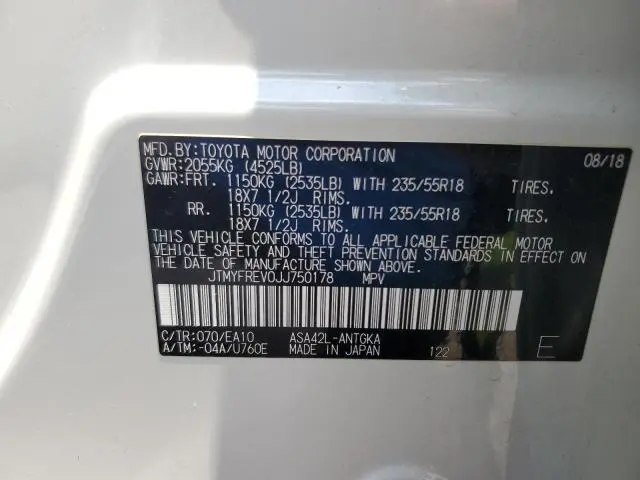 MFD.BY:TOYOTA MOTOR CORPORATION 08/18
GVWR:2055KG (4525LB)
GAWR:FRT. 1150KG (2535LB) WITH 235/55R18 TIRES.
18X7 1/2J RIMS.
RR. 1150KG (2535LB) WITH 235/55R18 TIRES.
18X7 1/2J RIMS.
THIS VEHICLE CONFORMS TO ALL APPLICABLE FEDERAL MOTOR
VEHICLE SAFETY AND THEFT PREVENTION STANDARDS IN EFFECT ON
THE DATE OF MANUFACTURE SHOWN ABOVE.
JTMYFREV0JJ750178 MPV
C/TR:070/EA10 ASA42L-ANTGKA
A/TM:-04A/U760E MADE IN JAPAN 122 E